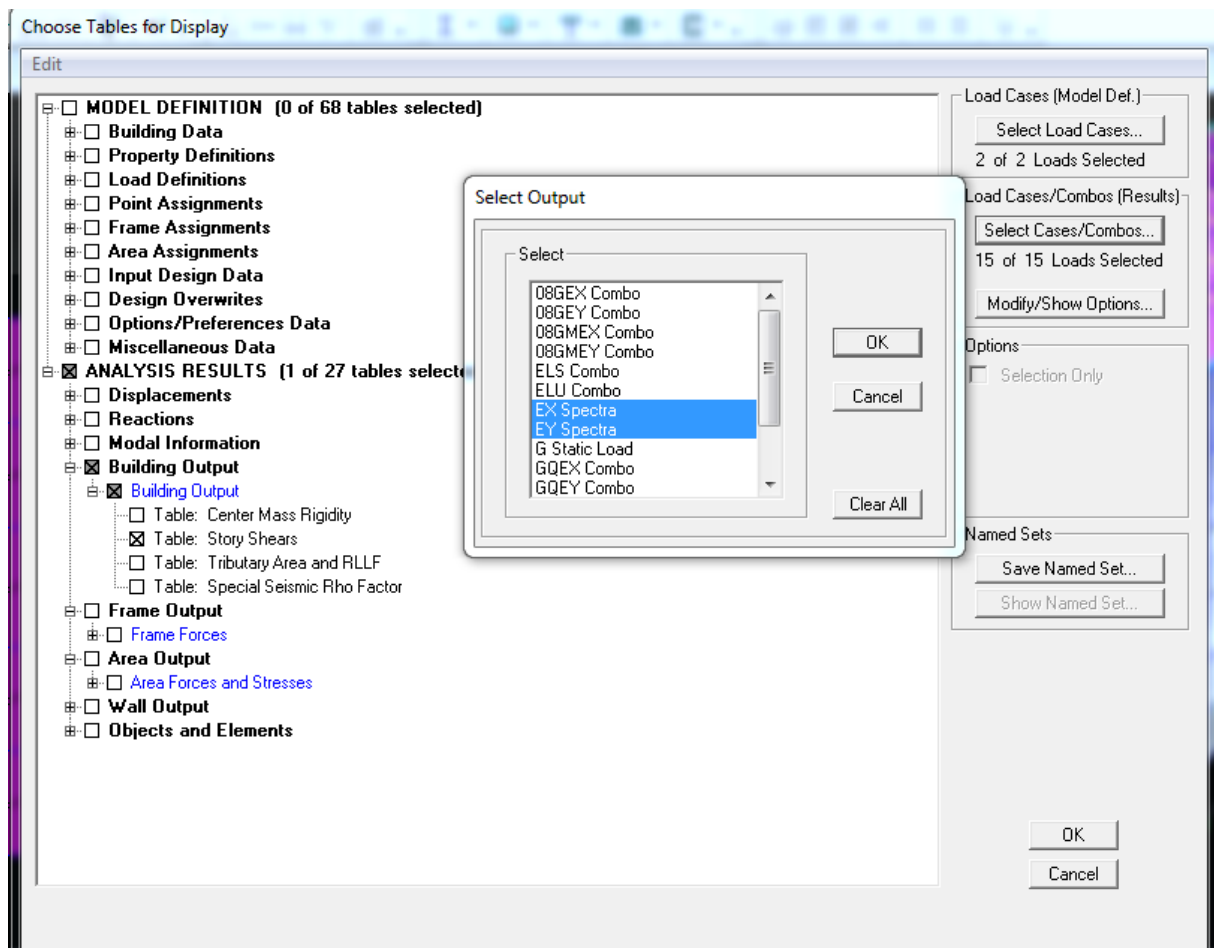 Choose Tables for Display
Edit
MODEL DEFINITION (0 of 68 tables selected)
Building Data
Property Definitions
Load Definitions
Point Assignments
Frame Assignments
Area Assignments
Input Design Data
Design Overwrites
Options/Preferences Data
Miscellaneous Data
ANALYSIS RESULTS (1 of 27 tables selecte
Displacements
Reactions
Modal Information
Building Output
Building Output
Table: Center Mass Rigidity
Table: Story Shears
Table: Tributary Area and RLLF
Table: Special Seismic Rho Factor
Frame Output
Frame Forces
Area Output
Area Forces and Stresses
Wall Output
Objects and Elements
Select Output
Select
08GEX Combo
08GEY Combo
08GMEX Combo
08GMEY Combo
ELS Combo
ELU Combo
EX Spectra
EY Spectra
G Static Load
GQEX Combo
GQEY Combo
OK
Cancel
Clear All
Load Cases (Model Def.)
Select Load Cases...
2 of 2 Loads Selected
Load Cases/Combos (Results)
Select Cases/Combos...
15 of 15 Loads Selected
Modify/Show Options...
Options
Selection Only
Named Sets
Save Named Set...
Show Named Set...
OK
Cancel